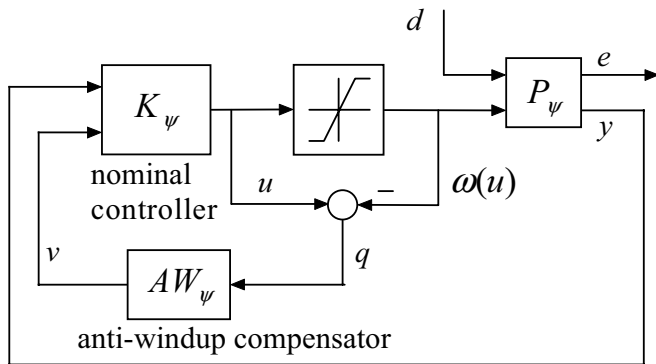 d
e
K_ψ
P_ψ
y
nominal
controller
u
−
ω(u)
v
q
AW_ψ
anti-windup compensator